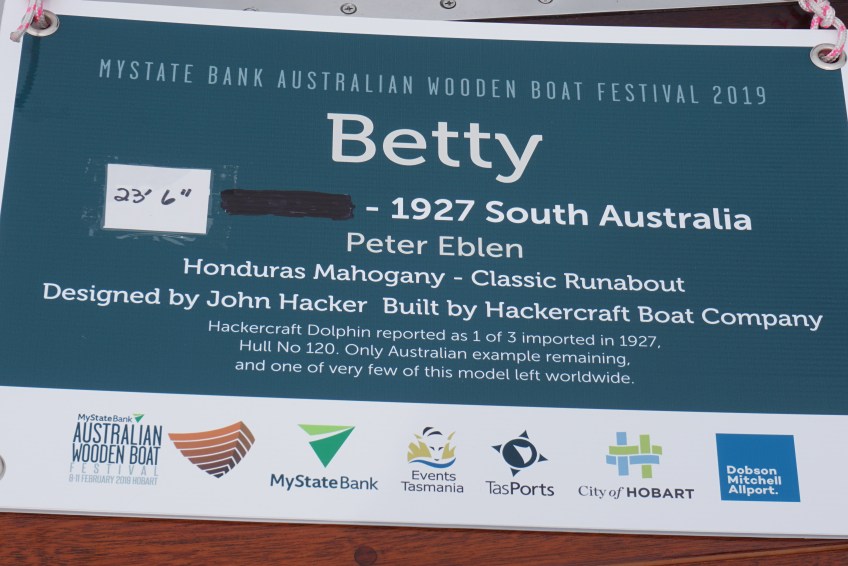 MYSTATE BANK AUSTRALIAN WOODEN BOAT FESTIVAL 2019
Betty
23' 6" - 1927 South Australia
Peter Eblen
Honduras Mahogany - Classic Runabout
Designed by John Hacker Built by Hackercraft Boat Company
Hackercraft Dolphin reported as 1 of 3 imported in 1927,
Hull No 120. Only Australian example remaining,
and one of very few of this model left worldwide.
MyStateBank
AUSTRALIAN
WOODEN BOAT
FESTIVAL
8-11 FEBRUARY 2019 HOBART
MyStateBank
Events
Tasmania
TasPorts
City of HOBART
Dobson
Mitchell
Allport.